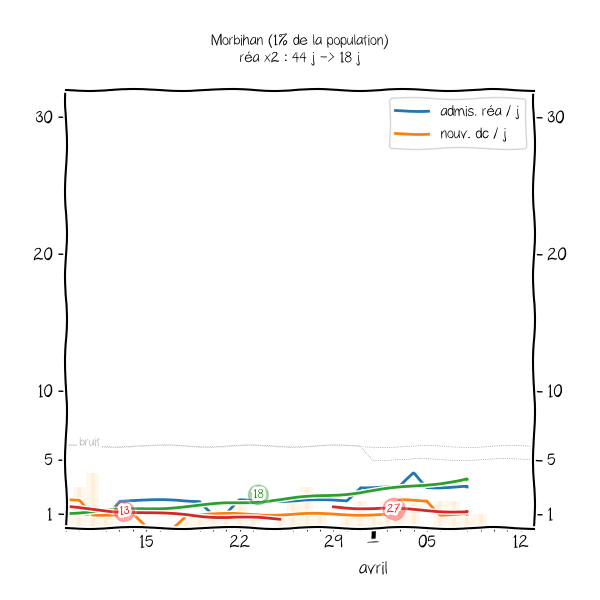 Morbihan (1% de la population)
réa x2 : 44 j -> 18 j
admis. réa / j
nouv. dc / j
30 30
20 20
10 10
bruit
5 5
18
13 27
1 1
15 22 29 1 05 12
avril